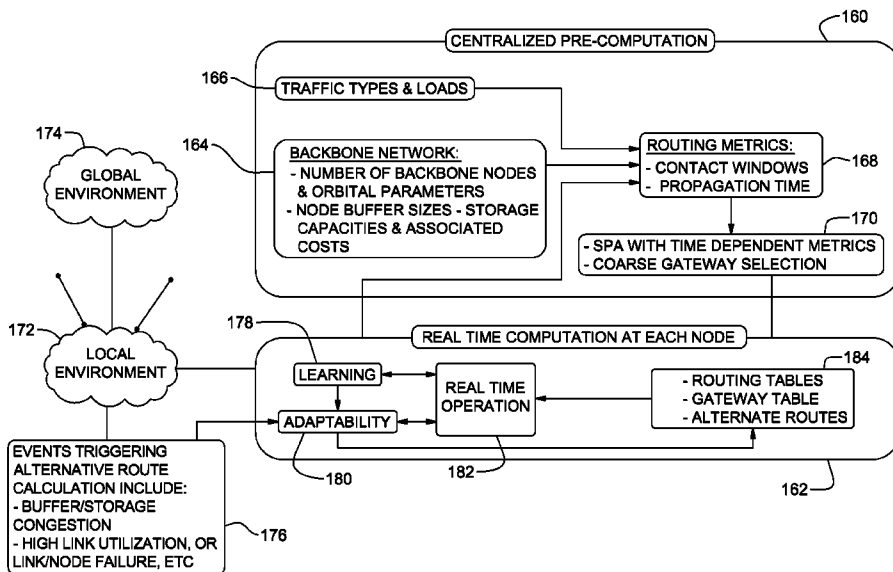 160
CENTRALIZED PRE-COMPUTATION
166
TRAFFIC TYPES & LOADS
174
GLOBAL
ENVIRONMENT
164
BACKBONE NETWORK:
- NUMBER OF BACKBONE NODES
& ORBITAL PARAMETERS
- NODE BUFFER SIZES - STORAGE
CAPACITIES & ASSOCIATED
COSTS
ROUTING METRICS:
- CONTACT WINDOWS
- PROPAGATION TIME
168
170
- SPA WITH TIME DEPENDENT METRICS
- COARSE GATEWAY SELECTION
172
LOCAL
ENVIRONMENT
REAL TIME COMPUTATION AT EACH NODE
178
LEARNING
ADAPTABILITY
180
REAL TIME
OPERATION
182
184
- ROUTING TABLES
- GATEWAY TABLE
- ALTERNATE ROUTES
162
EVENTS TRIGGERING
ALTERNATIVE ROUTE
CALCULATION INCLUDE:
- BUFFER/STORAGE
CONGESTION
- HIGH LINK UTILIZATION, OR
LINK/NODE FAILURE, ETC
176